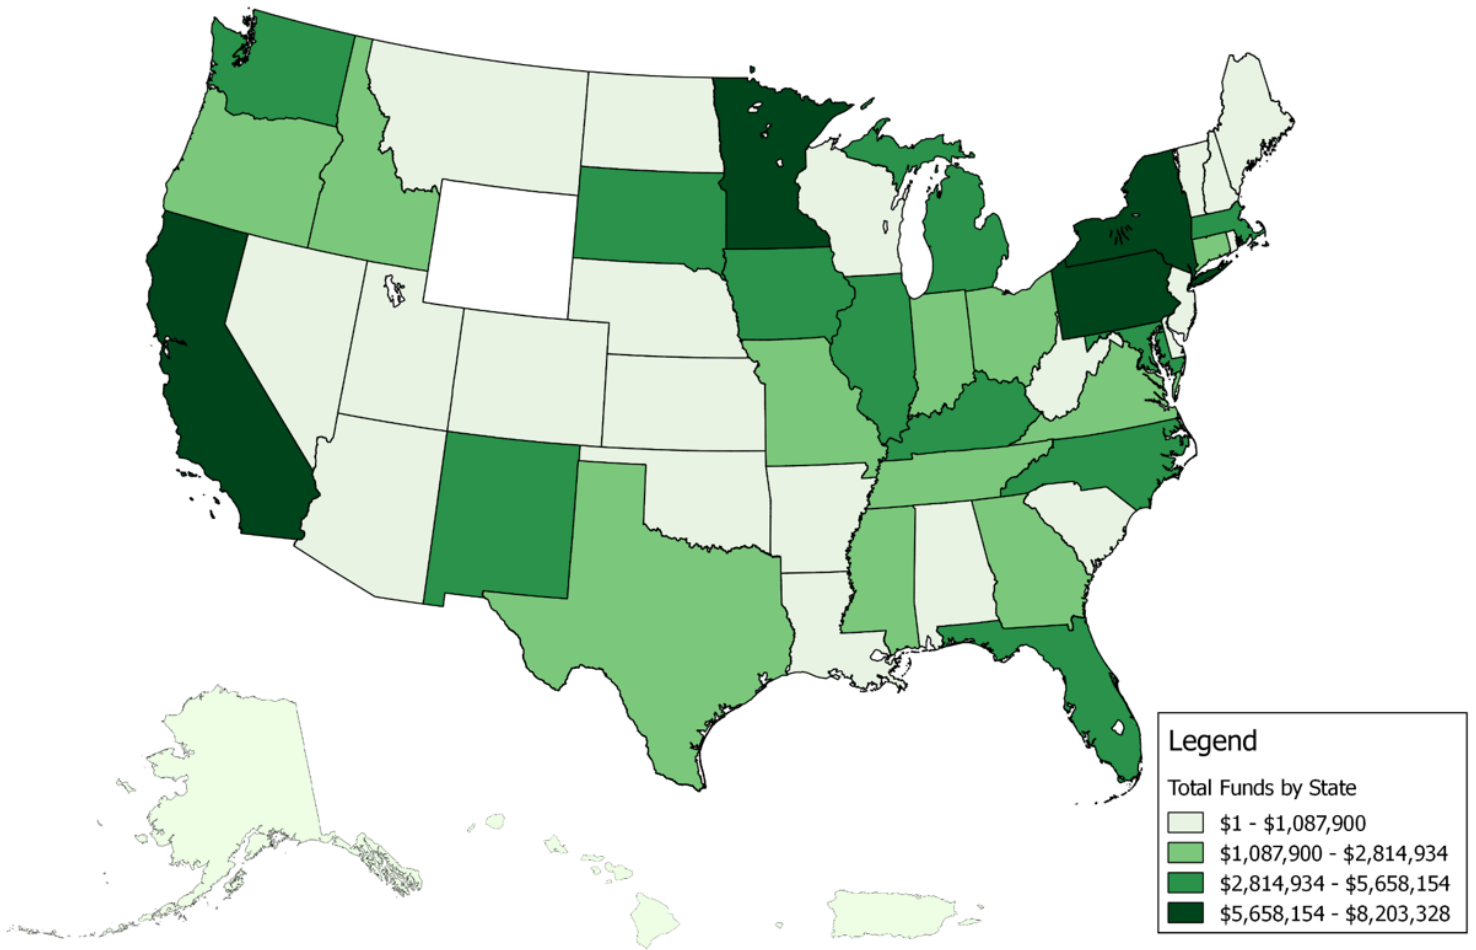 Legend
Total Funds by State
$1 - $1,087,900
$1,087,900 - $2,814,934
$2,814,934 - $5,658,154
$5,658,154 - $8,203,328